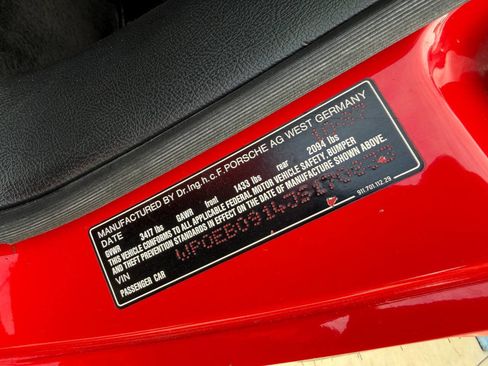 MANUFACTURED BY Dr.Ing.h.c.F.PORSCHE AG WEST GERMANY
DATE
GVWR 3417 lbs GAWR front 1433 lbs rear 2094 lbs
THIS VEHICLE CONFORMS TO ALL APPLICABLE FEDERAL MOTOR VEHICLE SAFETY, BUMPER
AND THEFT PREVENTION STANDARDS IN EFFECT ON THE DATE OF MANUFACTURE SHOWN ABOVE.
VIN
PASSENGER CAR
911.701.112.29